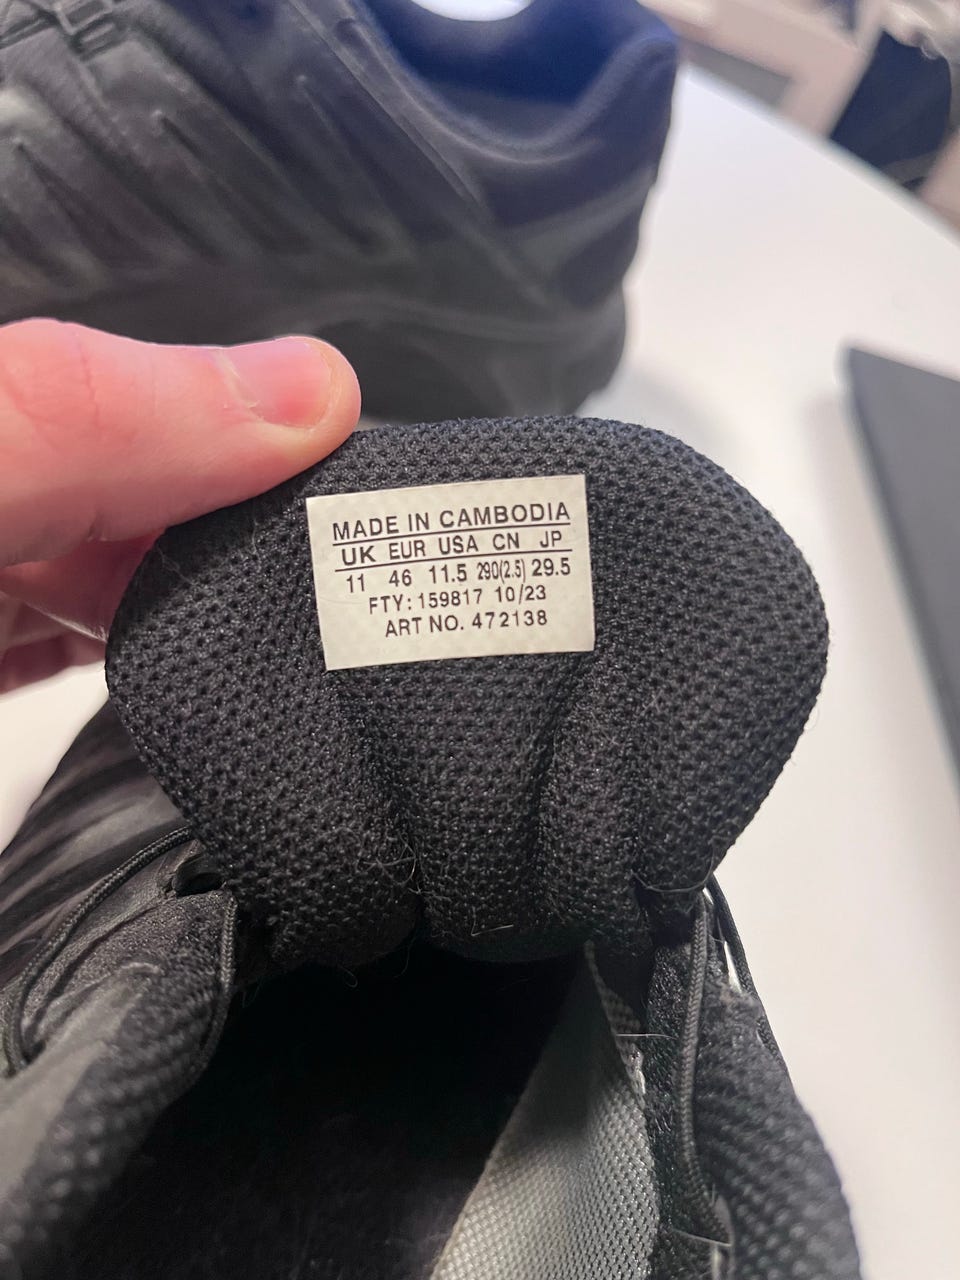 MADE IN CAMBODIA
UK EUR USA CN JP
11 46 11.5 290(2.5) 29.5
FTY: 159817 10/23
ART NO. 472138